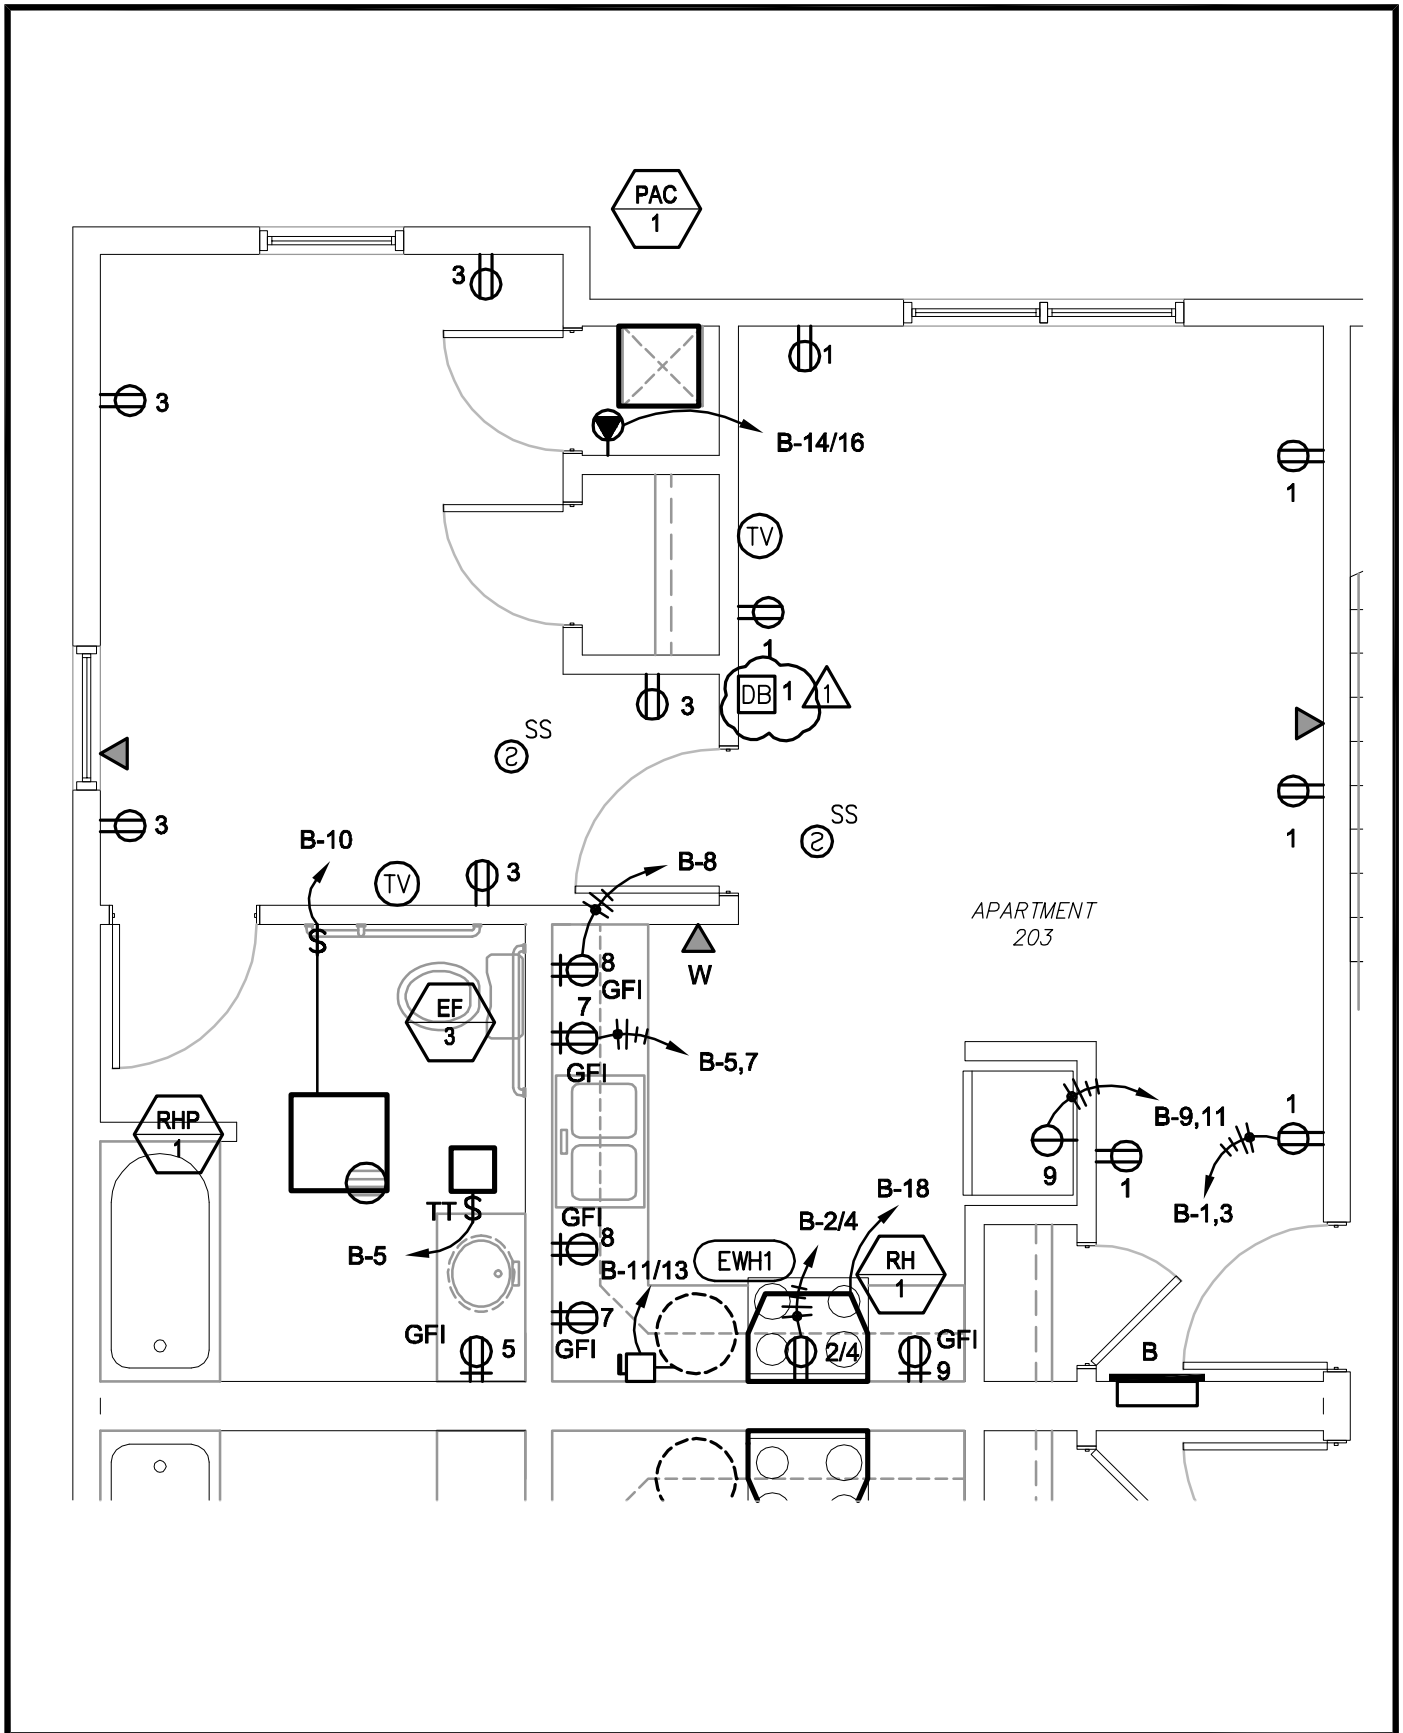 PAC
1
3
1
3
B-14/16
1
TV
1
3
DB 1 1
SS
SS
3
B-10
TV
3
B-8
APARTMENT
203
$
8
GFI
W
EF
3
7
GFI
B-5,7
RHP
1
B-9,11
1
9
1
B-1,3
TT $
B-5
GFI
8
B-18
B-2/4
B-11/13
EWH1
RH
1
7
GFI
GFI
5
2/4
GFI
9
B
1
S
S